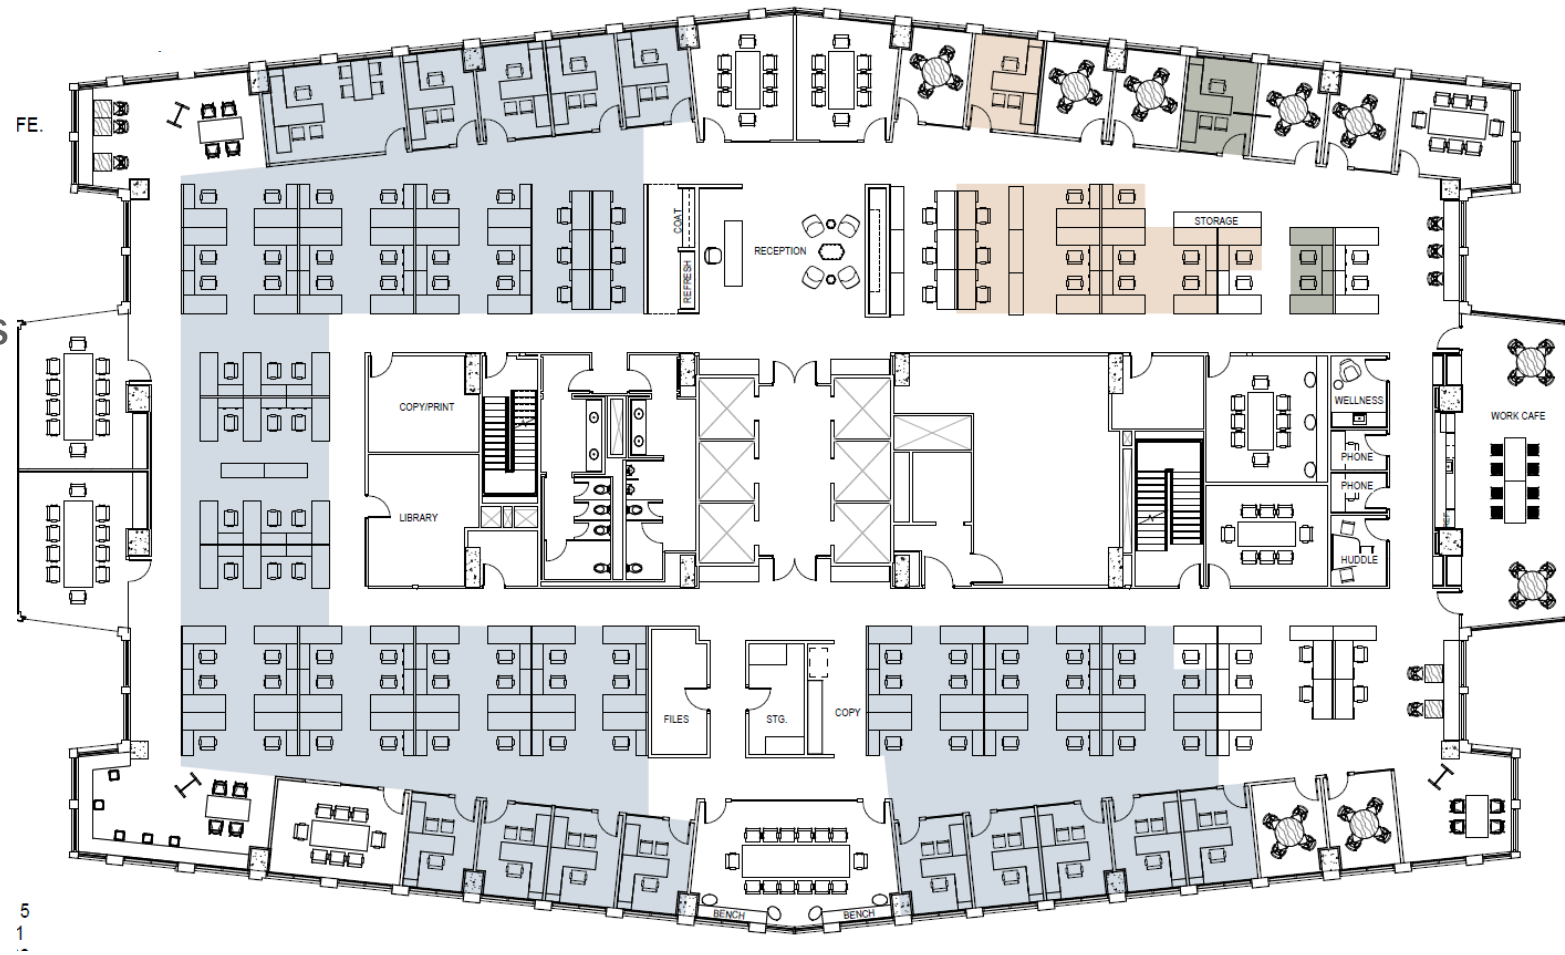 FE.
S
COAT
REFRESH
RECEPTION
STORAGE
COPY/PRINT
LIBRARY
WELLNESS
PHONE
PHONE
HUDDLE
WORK CAFE
REF.
FILES
STG.
COPY
BENCH
BENCH
5
1